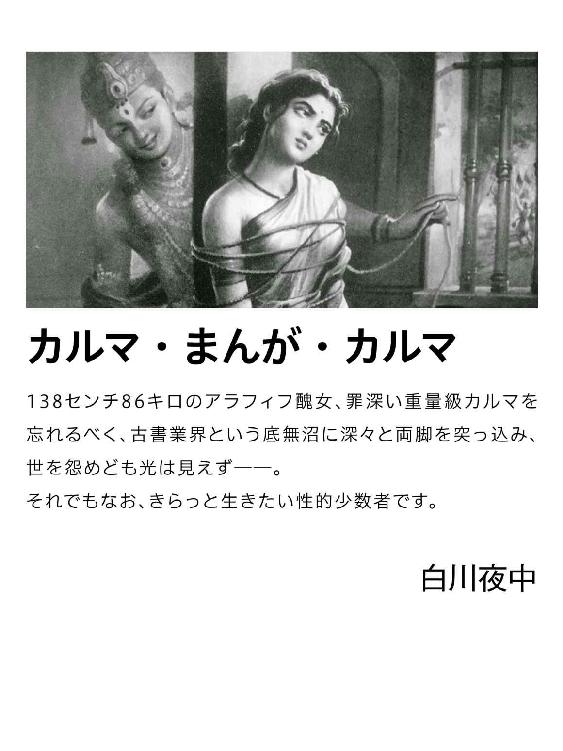 カルマ・まんが・カルマ
138センチ86キロのアラフィフ醜女、罪深い重量級カルマを
忘れるべく、古書業界という底無沼に深々と両脚を突っ込み、
世を怨めども光は見えず――。
それでもなお、きらっと生きたい性的少数者です。
白川夜中